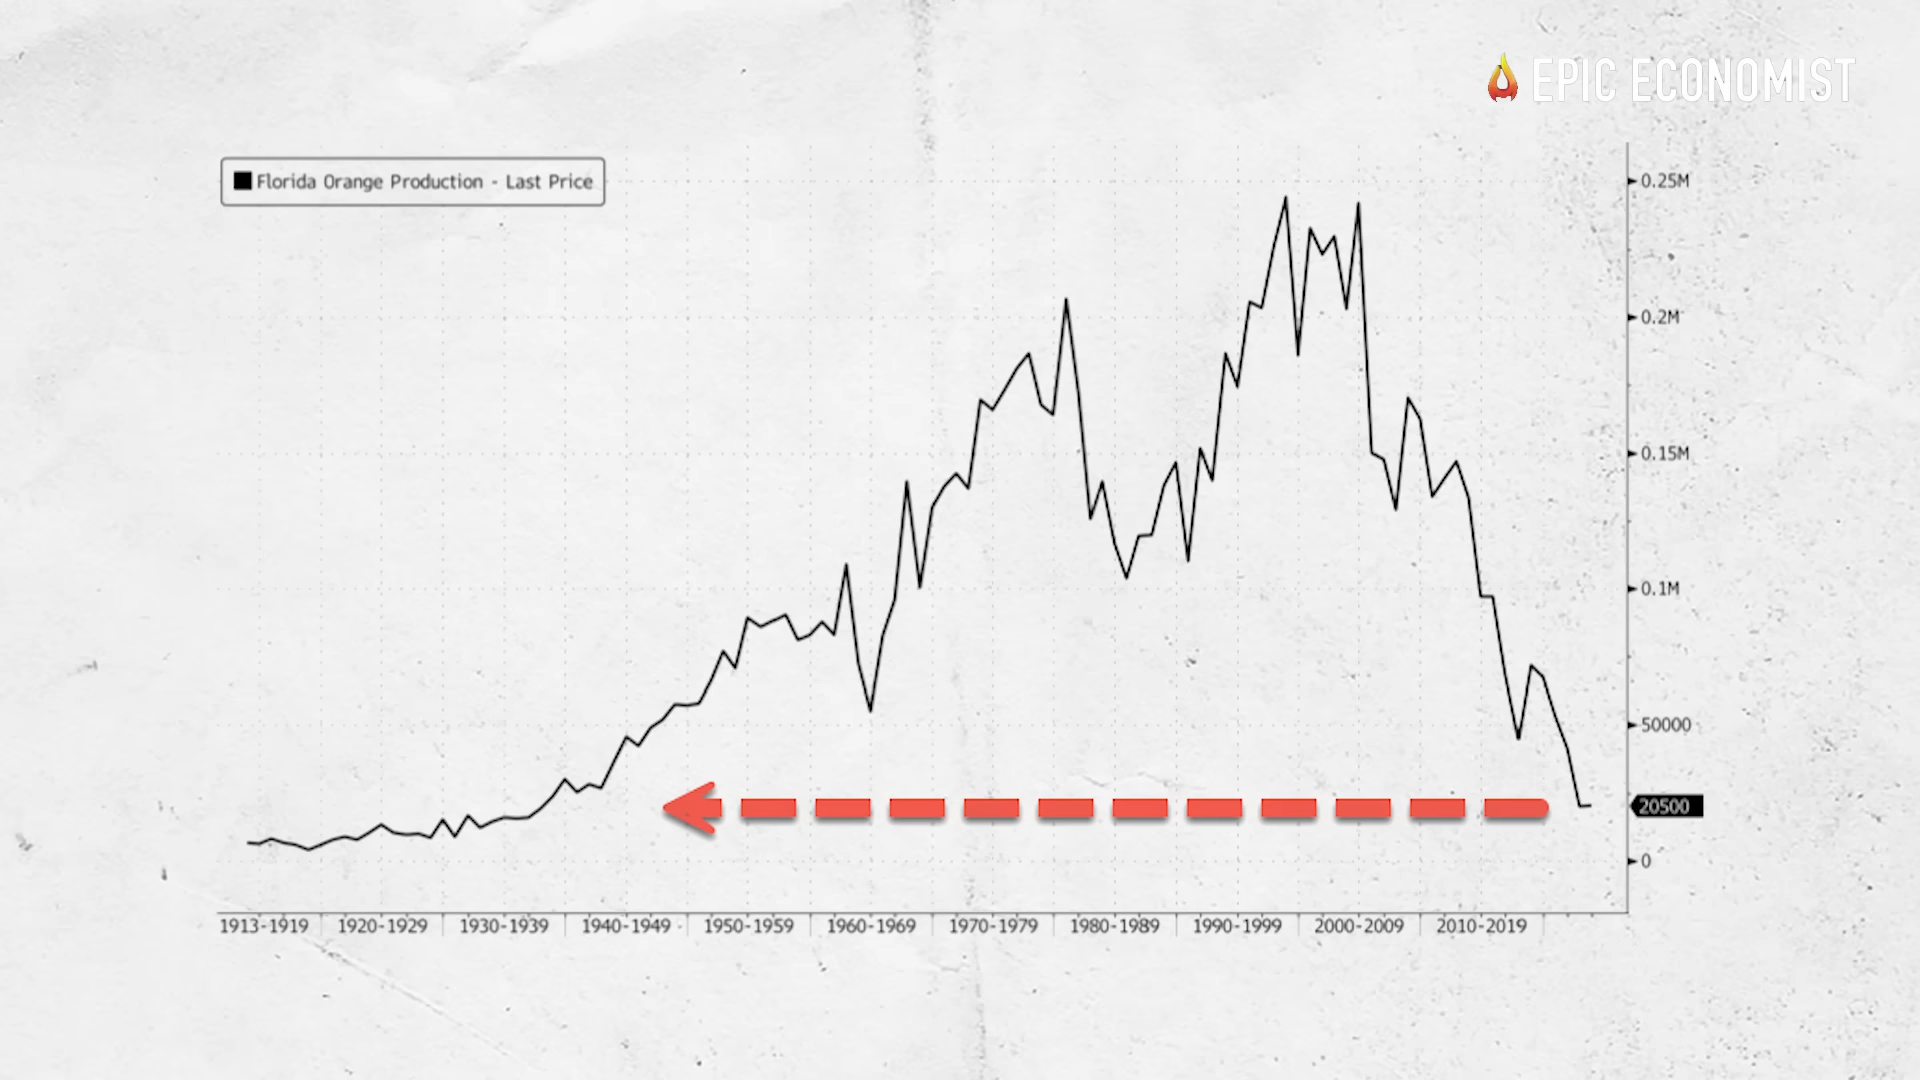 EPIC ECONOMIST
Florida Orange Production - Last Price
0.25M
0.2M
0.15M
0.1M
50000
20500
0
1913-1919 1920-1929 1930-1939 1940-1949 1950-1959 1960-1969 1970-1979 1980-1989 1990-1999 2000-2009 2010-2019